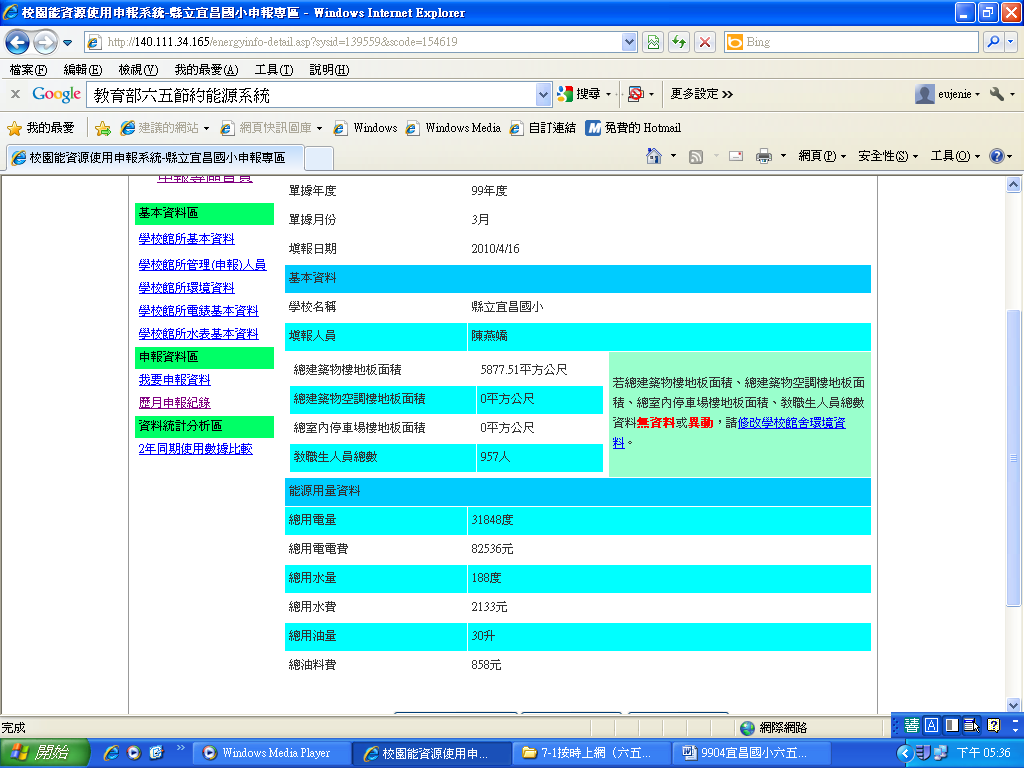 校園能資源使用申報系統-縣立宜昌國小申報專區 - Windows Internet Explorer
http://140.111.34.165/energyinfo-detail.asp?sysid=139559&scode=154619
Bing
檔案(F) 編輯(E) 檢視(V) 我的最愛(A) 工具(T) 說明(H)
x Google 教育部六五節約能源系統 搜尋 更多設定 >> eujenie
我的最愛 建議的網站 網頁快訊圖庫 Windows Windows Media 自訂連結 免費的 Hotmail
校園能資源使用申報系統-縣立宜昌國小申報專區
網頁(P) 安全性(S) 工具(O)
申報專區首頁
基本資料區
學校館所基本資料
學校館所管理(申報)人員
學校館所環境資料
學校館所電錶基本資料
學校館所水表基本資料
申報資料區
我要申報資料
歷月申報紀錄
資料統計分析區
2年同期使用數據比較
單據年度 99年度
單據月份 3月
填報日期 2010/4/16
基本資料
學校名稱 縣立宜昌國小
填報人員 陳燕嬌
總建築物樓地板面積 5877.51平方公尺
總建築物空調樓地板面積 0平方公尺
總室內停車場樓地板面積 0平方公尺
教職生人員總數 957人
若總建築物樓地板面積、總建築物空調樓地板面
積、總室內停車場樓地板面積、教職生人員總數
資料無資料或異動，請修改學校館舍環境資
料。
能源用量資料
總用電量 31848度
總用電電費 82536元
總用水量 188度
總用水費 2133元
總用油量 30升
總油料費 858元
完成 網際網路
開始 Windows Media Player 校園能資源使用申... 7-1按時上網（六五... 9904宜昌國小六五... 下午 05:36